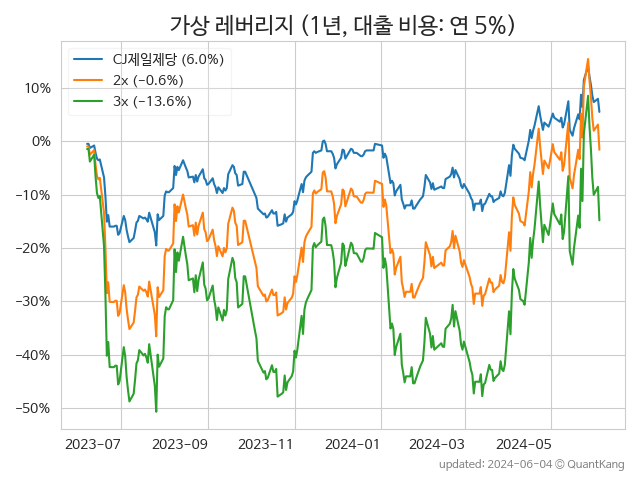 가상 레버리지 (1년, 대출 비용: 연 5%)
CJ제일제당 (6.0%)
2x (−0.6%)
3x (−13.6%)
10%
0%
−10%
−20%
−30%
−40%
−50%
2023-07 2023-09 2023-11 2024-01 2024-03 2024-05
updated: 2024-06-04 ⓒ QuantKang